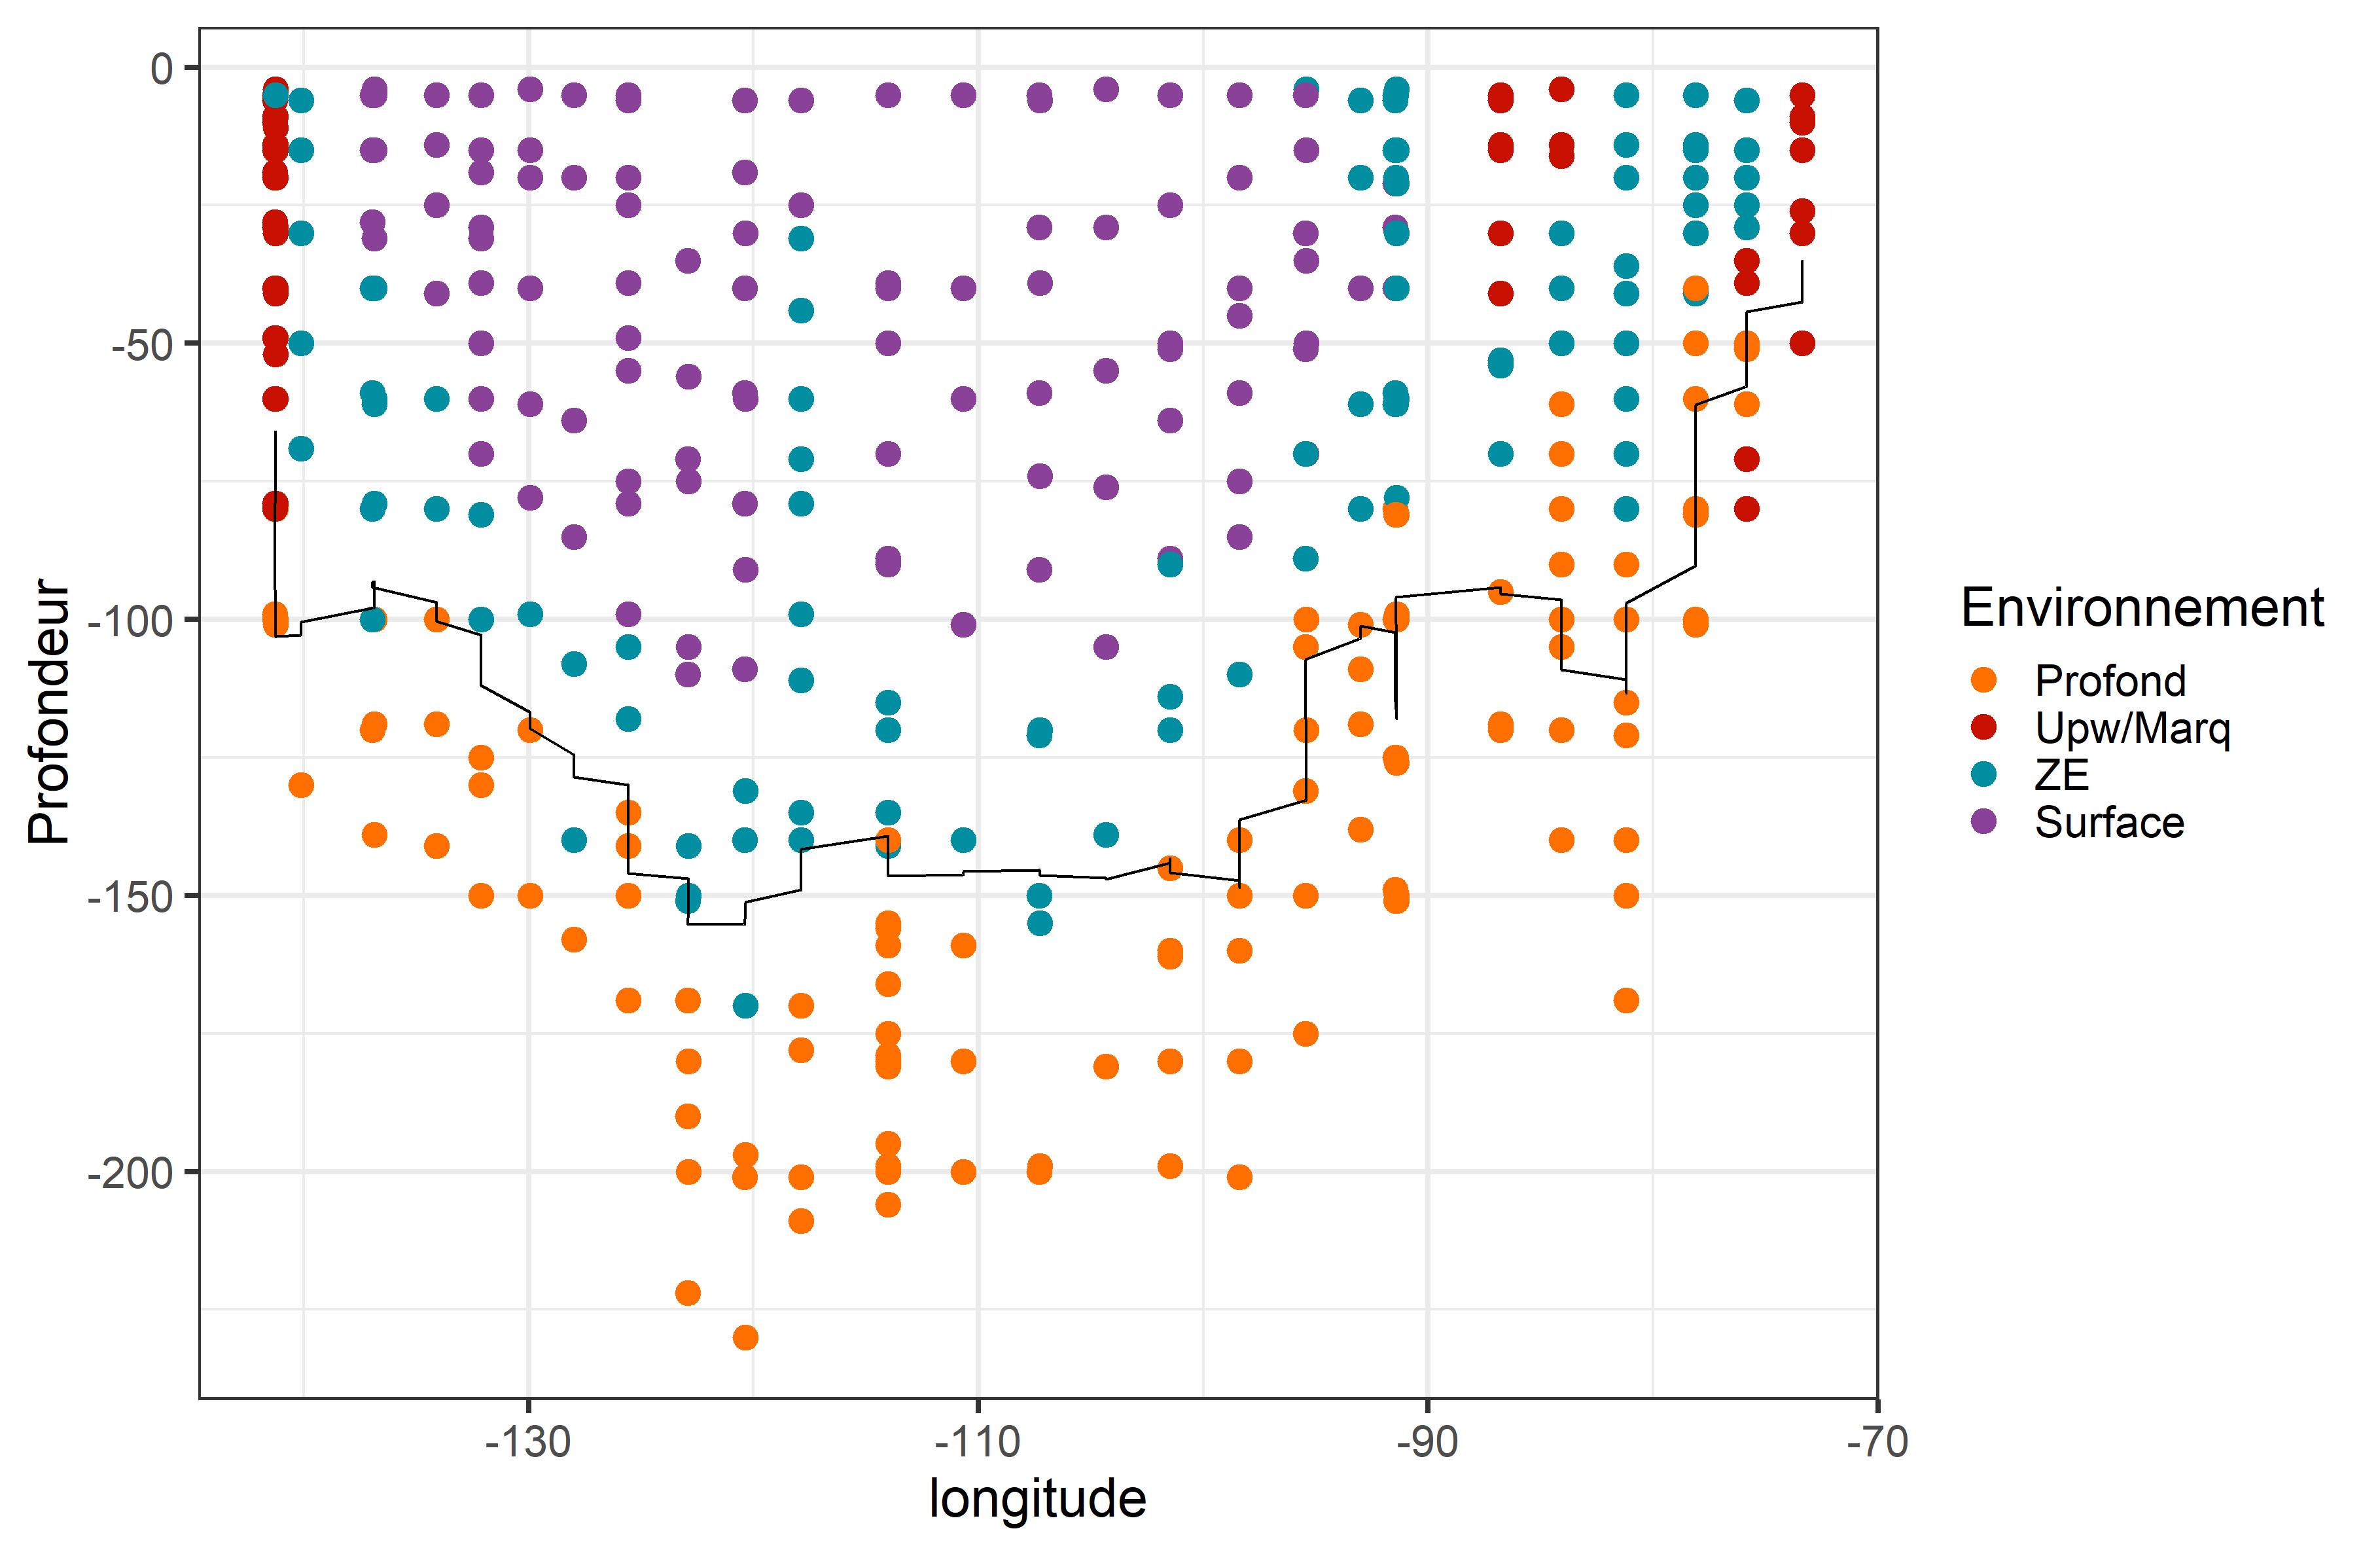 0
-50
-100
-150
-200
Profondeur
-130
-110
-90
-70
longitude
Environnement
Profond
Upw/Marq
ZE
Surface